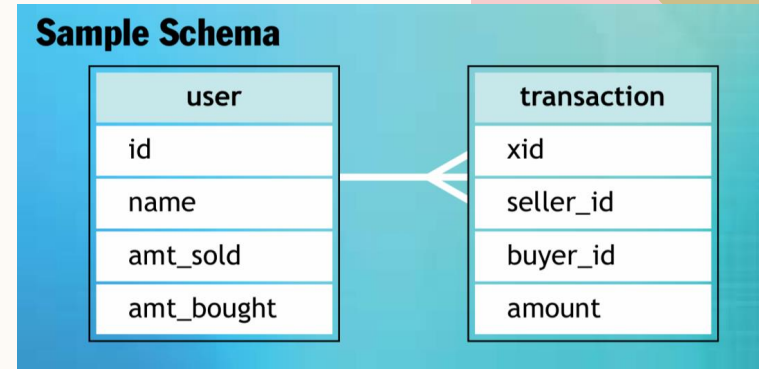 Sample Schema
user
id
name
amt_sold
amt_bought
transaction
xid
seller_id
buyer_id
amount